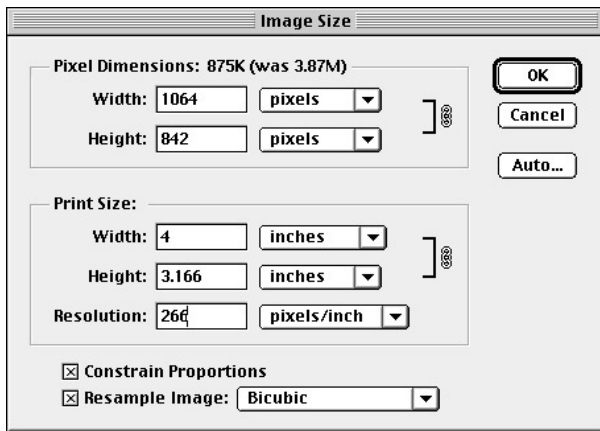 Image Size
Pixel Dimensions: 875K (was 3.87M)
Width: 1064 pixels
Height: 842 pixels
OK
Cancel
Auto...
Print Size:
Width: 4 inches
Height: 3.166 inches
Resolution: 266 pixels/inch
Constrain Proportions
Resample Image: Bicubic